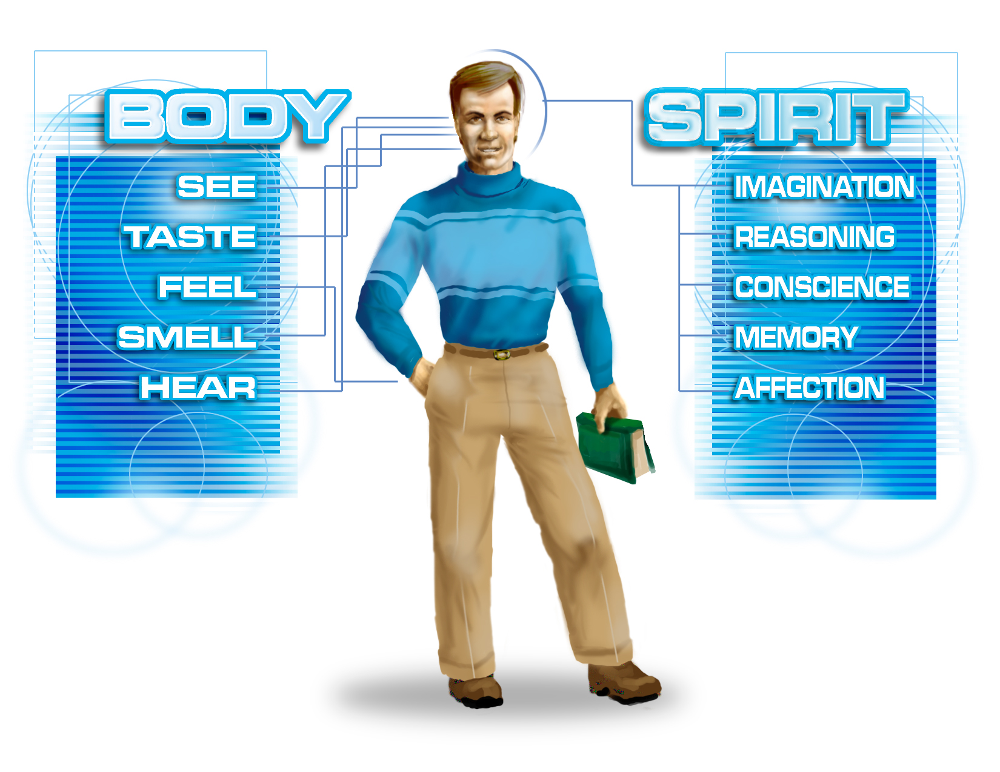 BODY
SEE
TASTE
FEEL
SMELL
HEAR
SPIRIT
IMAGINATION
REASONING
CONSCIENCE
MEMORY
AFFECTION